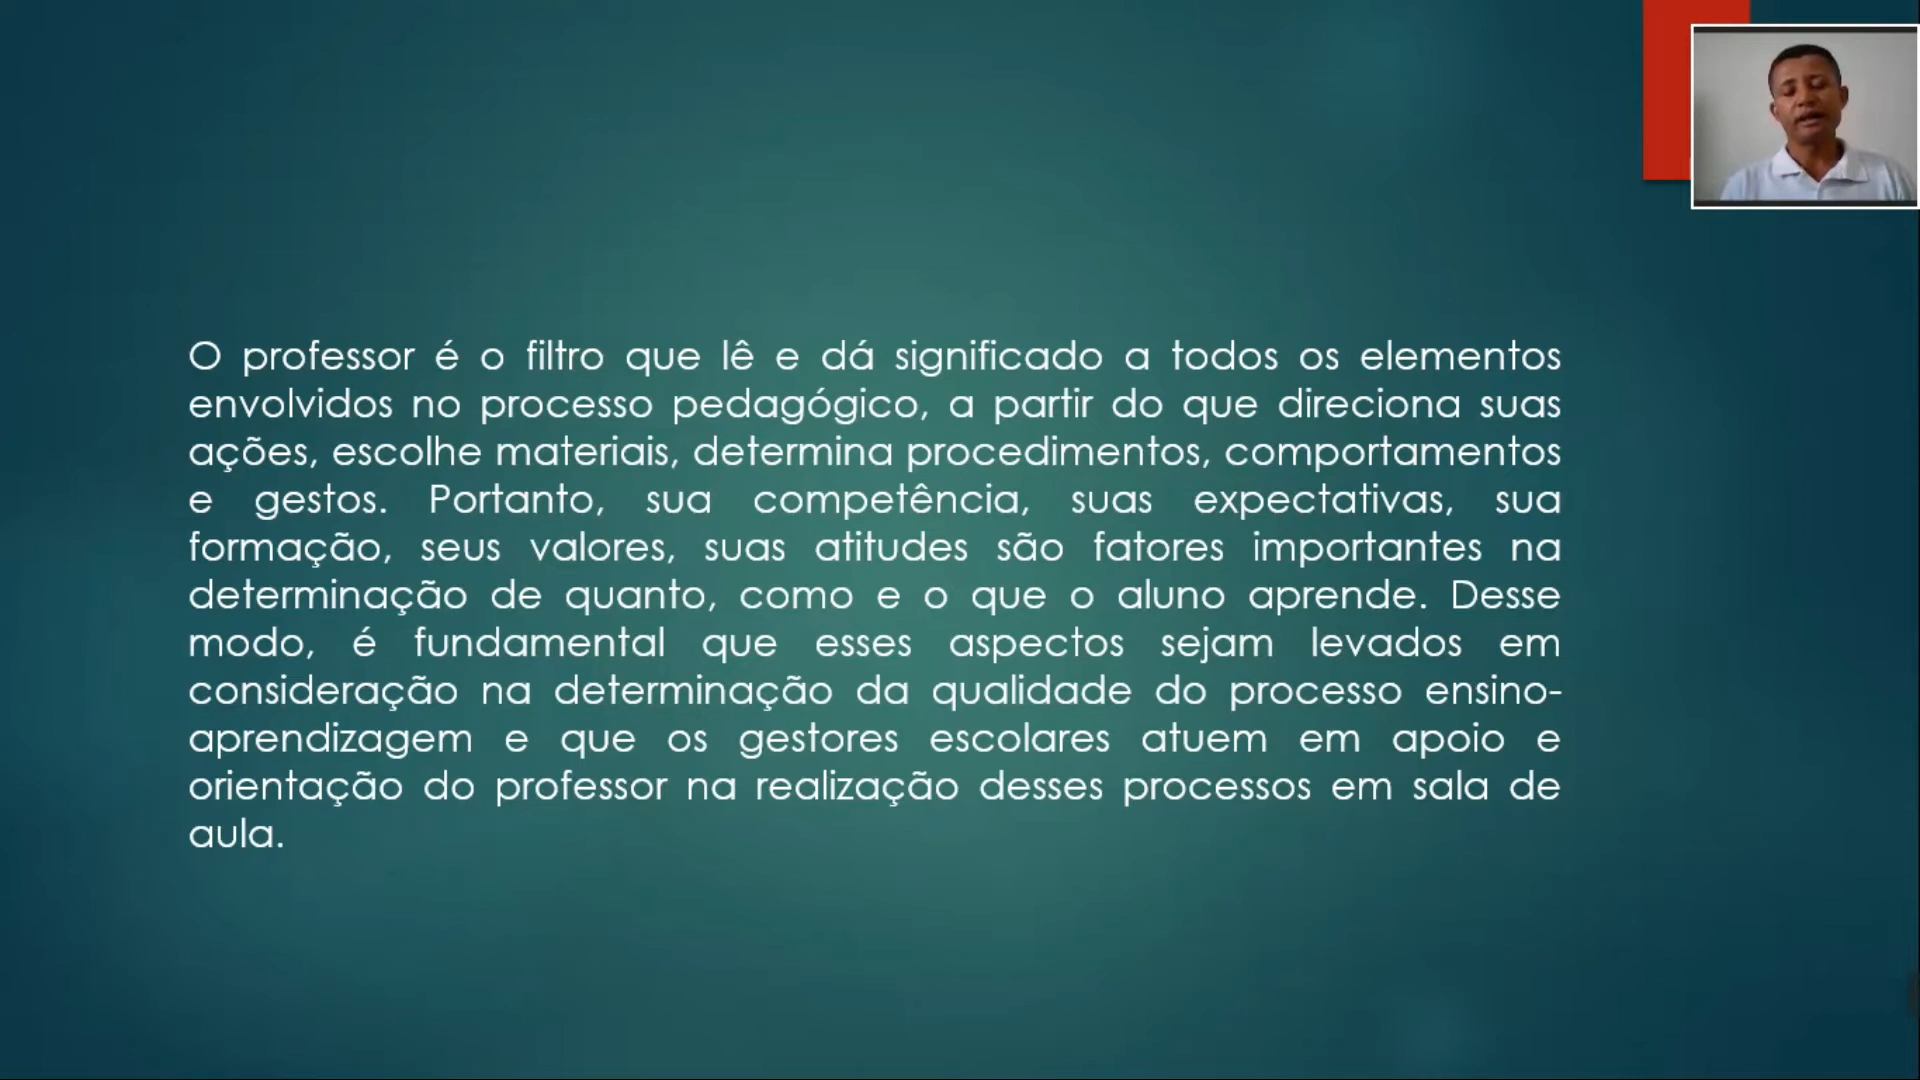 O professor é o filtro que lê e dá significado a todos os elementos
envolvidos no processo pedagógico, a partir do que direciona suas
ações, escolhe materiais, determina procedimentos, comportamentos
e gestos. Portanto, sua competência, suas expectativas, sua
formação, seus valores, suas atitudes são fatores importantes na
determinação de quanto, como e o que o aluno aprende. Desse
modo, é fundamental que esses aspectos sejam levados em
consideração na determinação da qualidade do processo ensino-
aprendizagem e que os gestores escolares atuem em apoio e
orientação do professor na realização desses processos em sala de
aula.